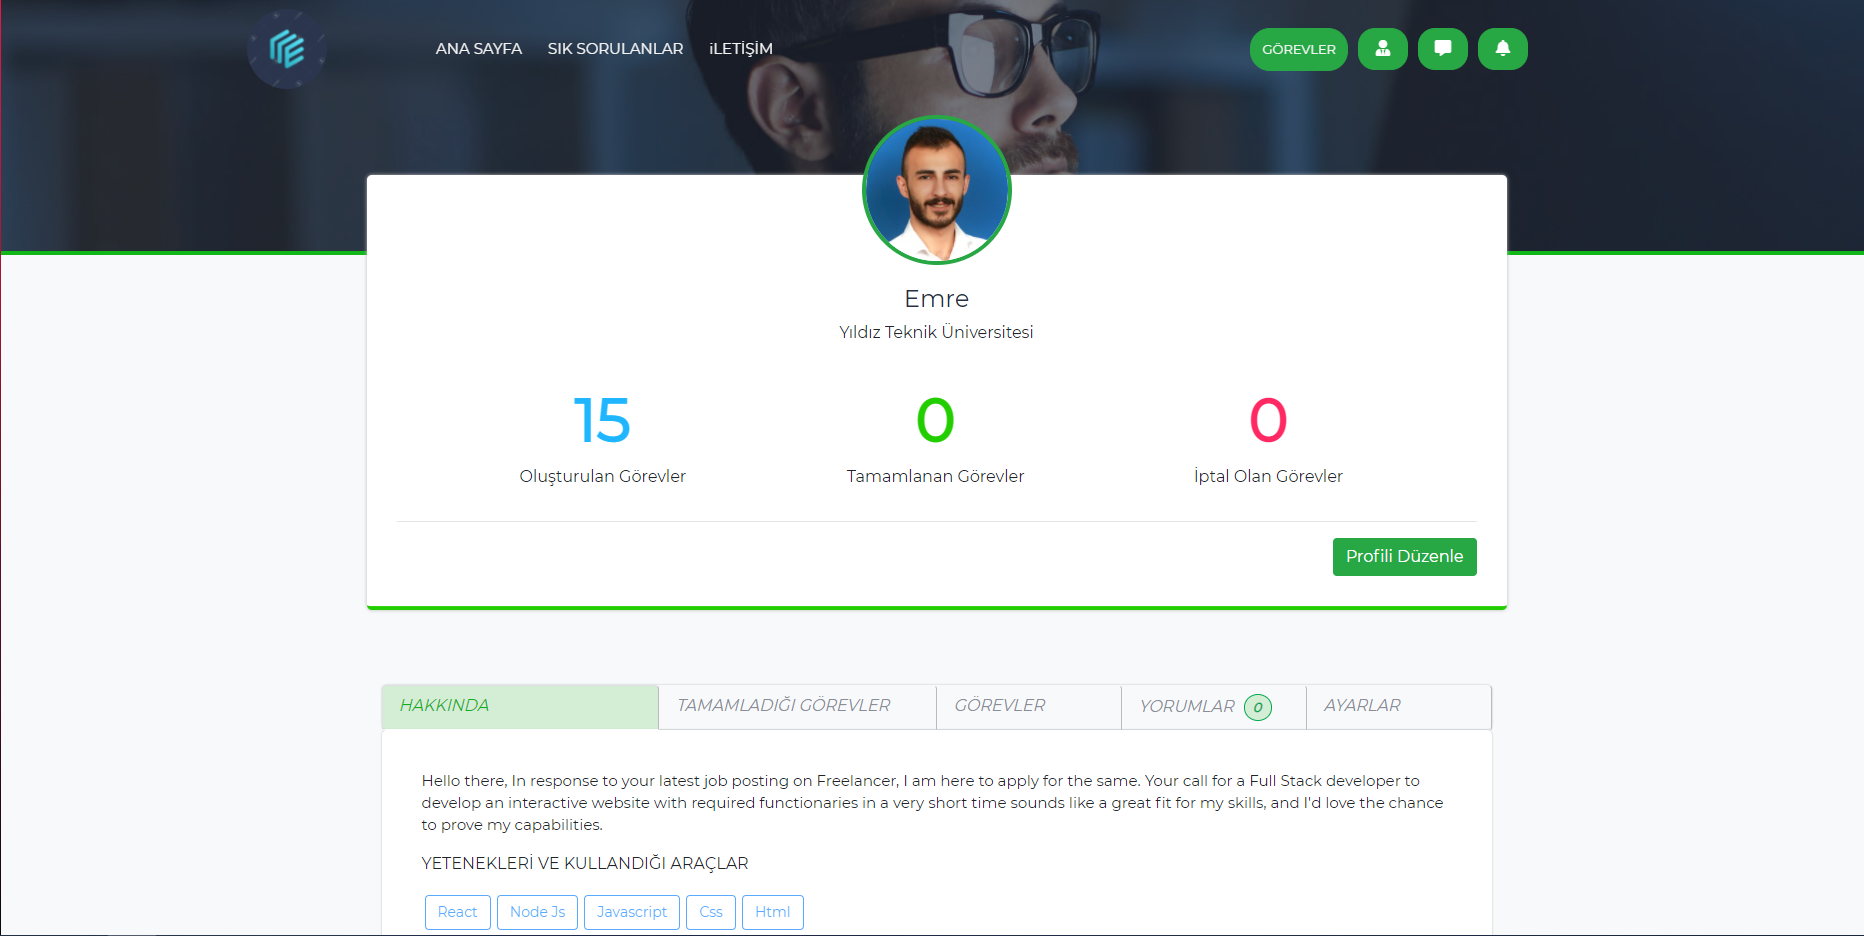 ANA SAYFA SIK SORULANLAR iLETİŞİM GÖREVLER
Emre
Yıldız Teknik Üniversitesi
15 0 0
Oluşturulan Görevler Tamamlanan Görevler İptal Olan Görevler
Profili Düzenle
HAKKINDA TAMAMLADIĞI GÖREVLER GÖREVLER YORUMLAR 0 AYARLAR
Hello there, In response to your latest job posting on Freelancer, I am here to apply for the same. Your call for a Full Stack developer to
develop an interactive website with required functionaries in a very short time sounds like a great fit for my skills, and I'd love the chance
to prove my capabilities.
YETENEKLERİ VE KULLANDIĞI ARAÇLAR
React Node Js Javascript Css Html